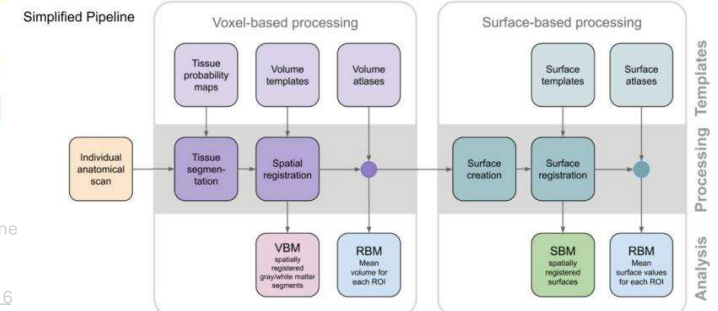 Simplified Pipeline
Voxel-based processing
Surface-based processing
Tissue
probability
maps
Volume
templates
Volume
atlases
Surface
templates
Surface
atlases
Templates
Individual
anatomical
scan
Tissue
segmen-
tation
Spatial
registration
Surface
creation
Surface
registration
Processing
ne
VBM
spatially
registered
gray/white matter
segments
RBM
Mean
volume for
each ROI
SBM
spatially
registered
surfaces
RBM
Mean
surface values
for each ROI
Analysis
6